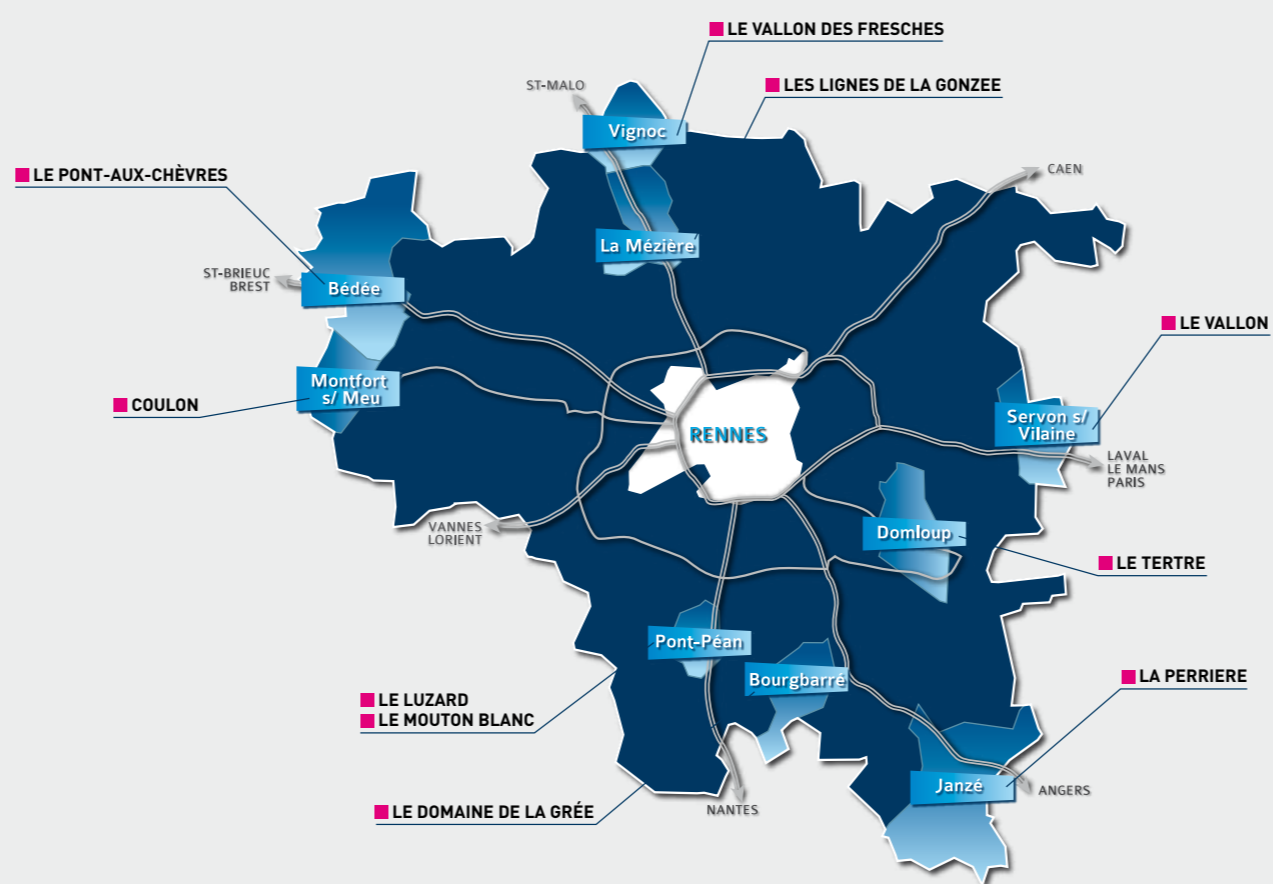 LE VALLON DES FRESCHES
LES LIGNES DE LA GONZEE
ST-MALO
Vignoc
CAEN
LE PONT-AUX-CHÈVRES
La Mézière
ST-BRIEUC
BREST
Bédée
LE VALLON
Montfort
s/ Meu
COULON
Servon s/
Vilaine
RENNES
LAVAL
LE MANS
PARIS
VANNES
LORIENT
Domloup
LE TERTRE
Pont-Péan
Bourgbarré
LA PERRIERE
LE LUZARD
LE MOUTON BLANC
Janzé
ANGERS
NANTES
LE DOMAINE DE LA GRÉE